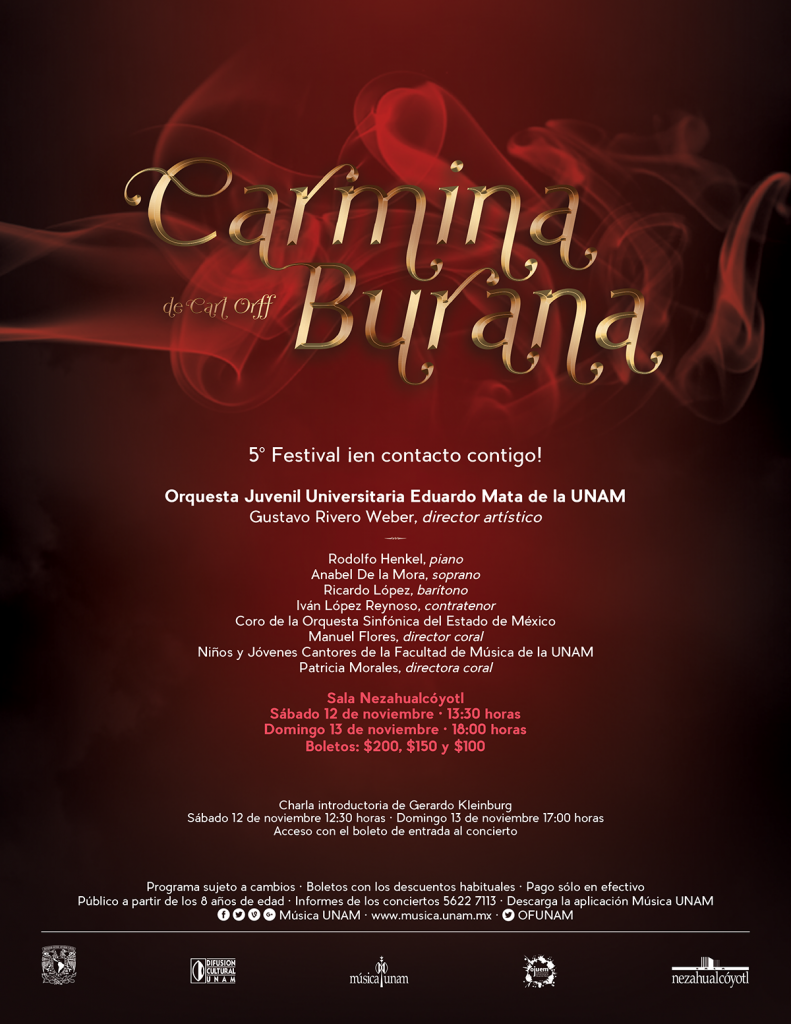 Carmina
de Carl Orff Burana
5° Festival ¡en contacto contigo!
Orquesta Juvenil Universitaria Eduardo Mata de la UNAM
Gustavo Rivero Weber, director artístico
Rodolfo Henkel, piano
Anabel De la Mora, soprano
Ricardo López, barítono
Iván López Reynoso, contratenor
Coro de la Orquesta Sinfónica del Estado de México
Manuel Flores, director coral
Niños y Jóvenes Cantores de la Facultad de Música de la UNAM
Patricia Morales, directora coral
Sala Nezahualcóyotl
Sábado 12 de noviembre · 13:30 horas
Domingo 13 de noviembre · 18:00 horas
Boletos: $200, $150 y $100
Charla introductoria de Gerardo Kleinburg
Sábado 12 de noviembre 12:30 horas · Domingo 13 de noviembre 17:00 horas
Acceso con el boleto de entrada al concierto
Programa sujeto a cambios · Boletos con los descuentos habituales · Pago sólo en efectivo
Público a partir de los 8 años de edad · Informes de los conciertos 5622 7113 · Descarga la aplicación Música UNAM
Música UNAM · www.musica.unam.mx · OFUNAM
DIFUSION
CULTURAL
UNAM
música unam
ojuem
nezahualcóyotl